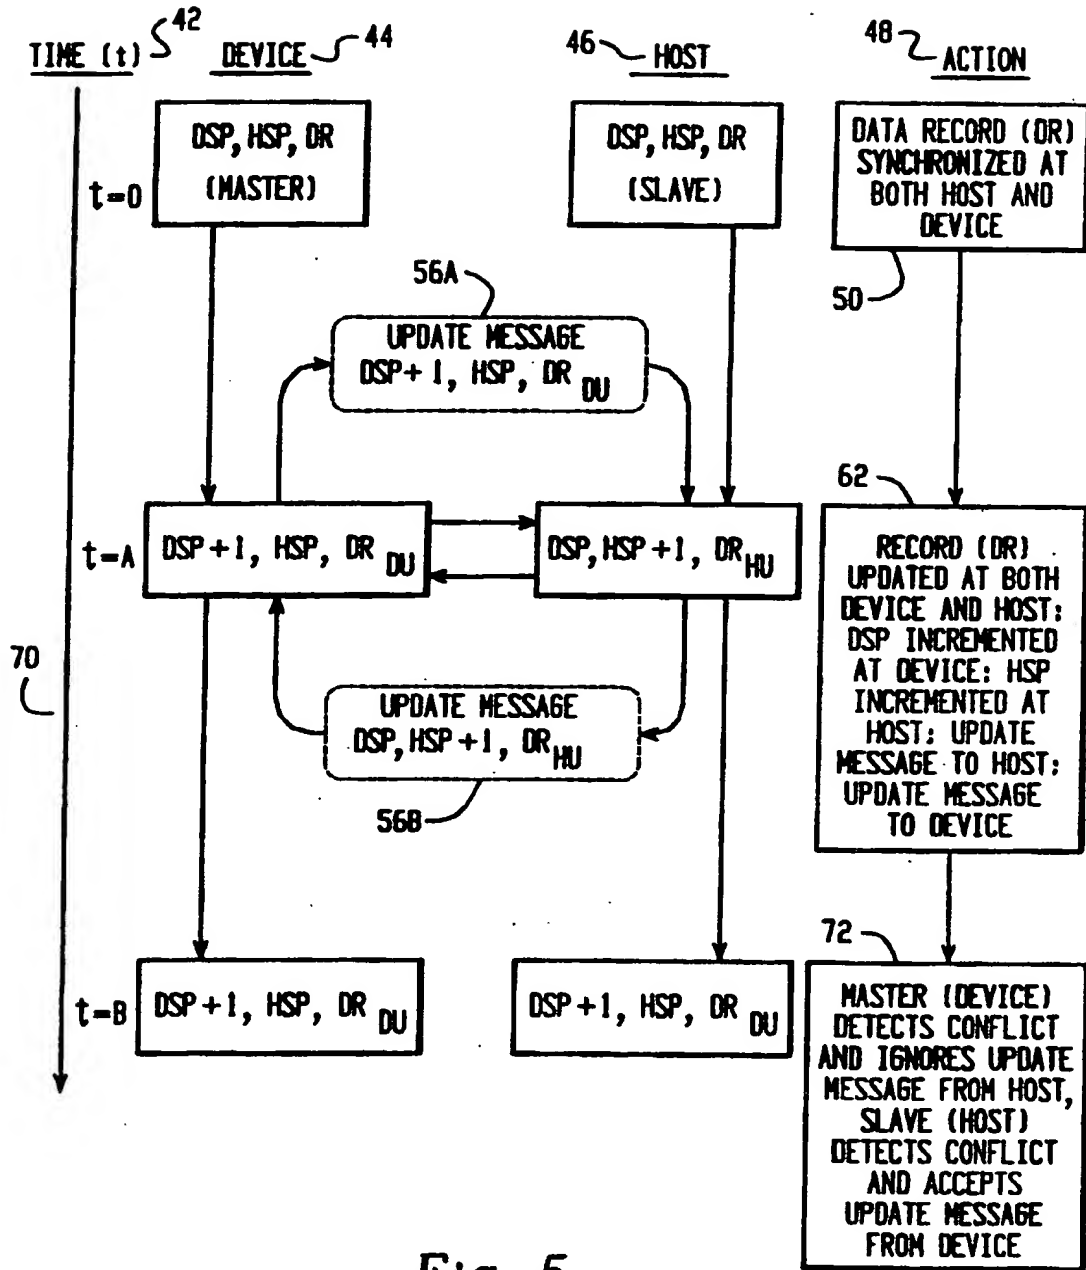 TIME (t) 42
DEVICE 44
46 HOST
48 ACTION
t=0
DSP, HSP, DR
(MASTER)
DSP, HSP, DR
(SLAVE)
DATA RECORD (DR)
SYNCHRONIZED AT
BOTH HOST AND
DEVICE
50
56A
UPDATE MESSAGE
DSP+1, HSP, DR DU
t=A
DSP+1, HSP, DR DU
DSP, HSP+1, DR HU
62
RECORD (DR)
UPDATED AT BOTH
DEVICE AND HOST:
DSP INCREMENTED
AT DEVICE: HSP
INCREMENTED AT
HOST: UPDATE
MESSAGE TO HOST:
UPDATE MESSAGE
TO DEVICE
70
UPDATE MESSAGE
DSP, HSP+1, DR HU
56B
t=B
DSP+1, HSP, DR DU
DSP+1, HSP, DR DU
72
MASTER (DEVICE)
DETECTS CONFLICT
AND IGNORES UPDATE
MESSAGE FROM HOST,
SLAVE (HOST)
DETECTS CONFLICT
AND ACCEPTS
UPDATE MESSAGE
FROM DEVICE